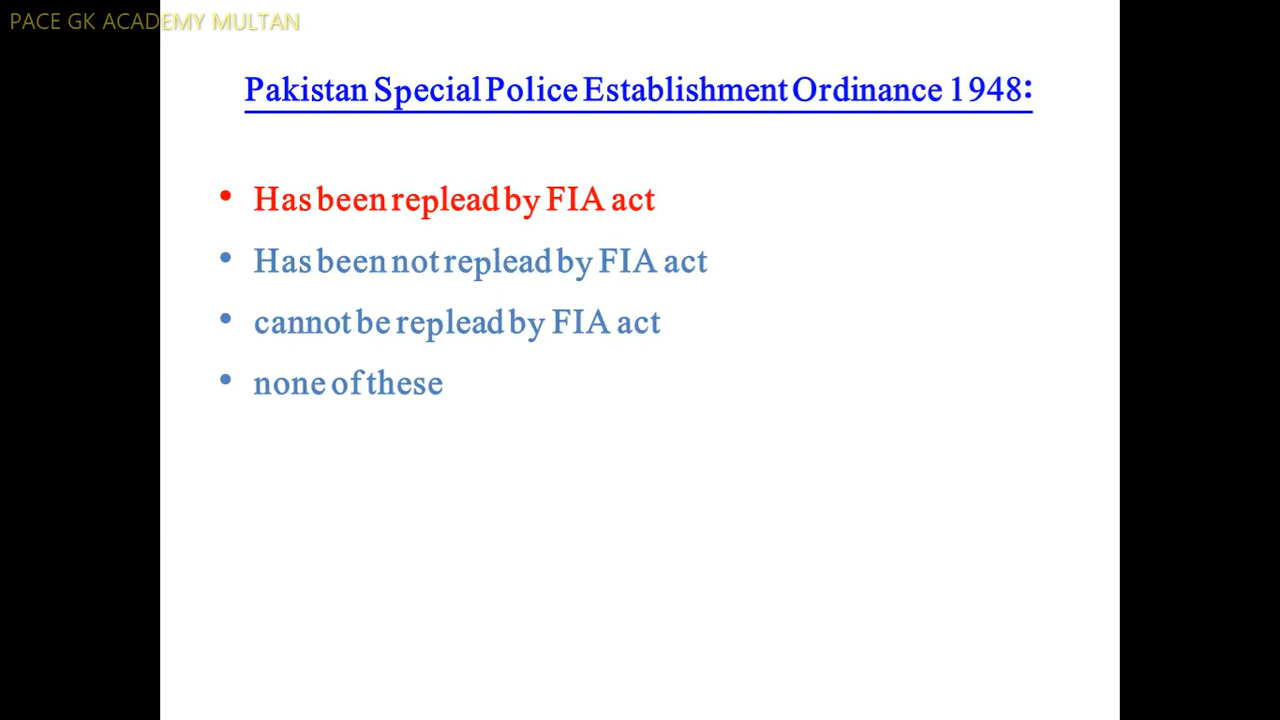 PACE GK ACADEMY MULTAN
Pakistan Special Police Establishment Ordinance 1948:
• Has been replead by FIA act
• Has been not replead by FIA act
• cannot be replead by FIA act
• none of these